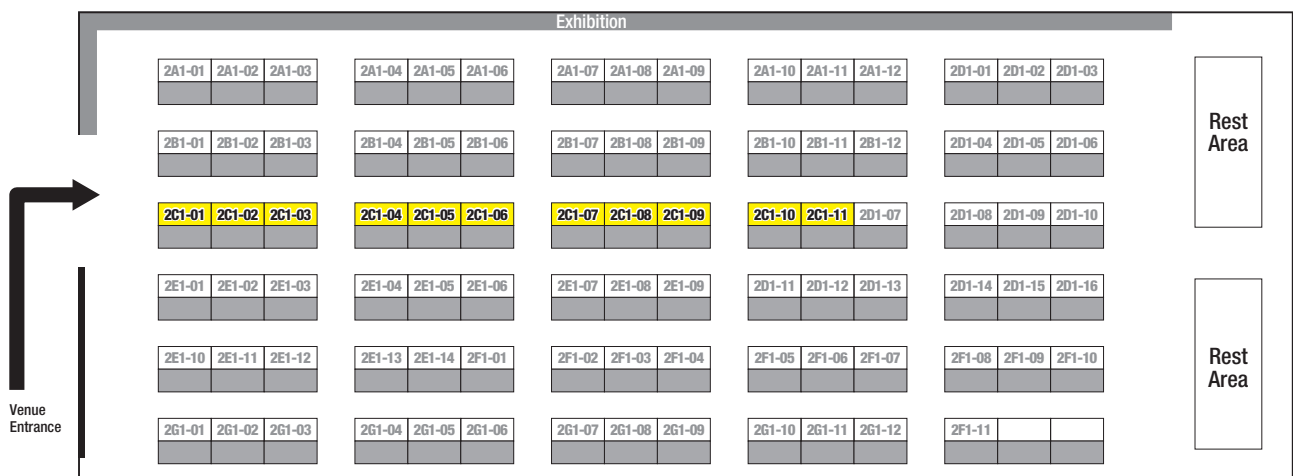 Exhibition
2A1-01 2A1-02 2A1-03 2A1-04 2A1-05 2A1-06 2A1-07 2A1-08 2A1-09 2A1-10 2A1-11 2A1-12 2D1-01 2D1-02 2D1-03
Rest
Area
2B1-01 2B1-02 2B1-03 2B1-04 2B1-05 2B1-06 2B1-07 2B1-08 2B1-09 2B1-10 2B1-11 2B1-12 2D1-04 2D1-05 2D1-06
2C1-01 2C1-02 2C1-03 2C1-04 2C1-05 2C1-06 2C1-07 2C1-08 2C1-09 2C1-10 2C1-11 2D1-07 2D1-08 2D1-09 2D1-10
2E1-01 2E1-02 2E1-03 2E1-04 2E1-05 2E1-06 2E1-07 2E1-08 2E1-09 2D1-11 2D1-12 2D1-13 2D1-14 2D1-15 2D1-16
2E1-10 2E1-11 2E1-12 2E1-13 2E1-14 2F1-01 2F1-02 2F1-03 2F1-04 2F1-05 2F1-06 2F1-07 2F1-08 2F1-09 2F1-10
Rest
Area
Venue
Entrance
2G1-01 2G1-02 2G1-03 2G1-04 2G1-05 2G1-06 2G1-07 2G1-08 2G1-09 2G1-10 2G1-11 2G1-12 2F1-11